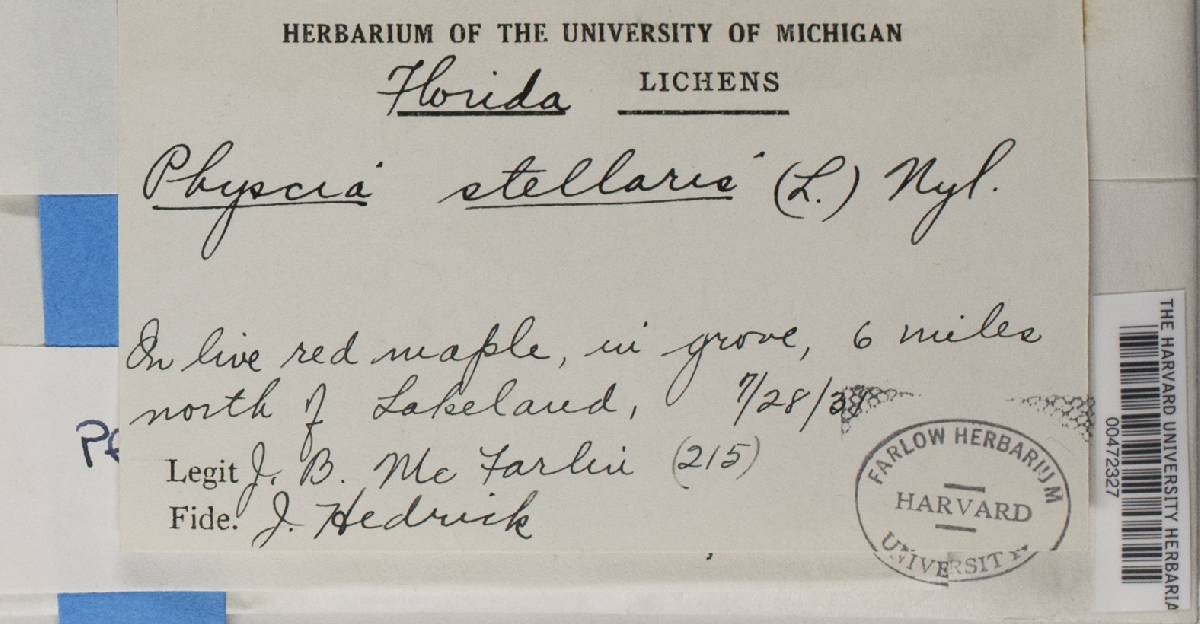 HERBARIUM OF THE UNIVERSITY OF MICHIGAN
Florida LICHENS
Physcia stellaris (L.) Nyl.
On live red maple, in grove, 6 miles
north of Lakeland, 7/28/31
Legit J. B. McFarlin (215)
Fide. J. Hedrick
FARLOW HERBARIUM
HARVARD
UNIVERSITY
THE HARVARD UNIVERSITY HERBARIA
00472327